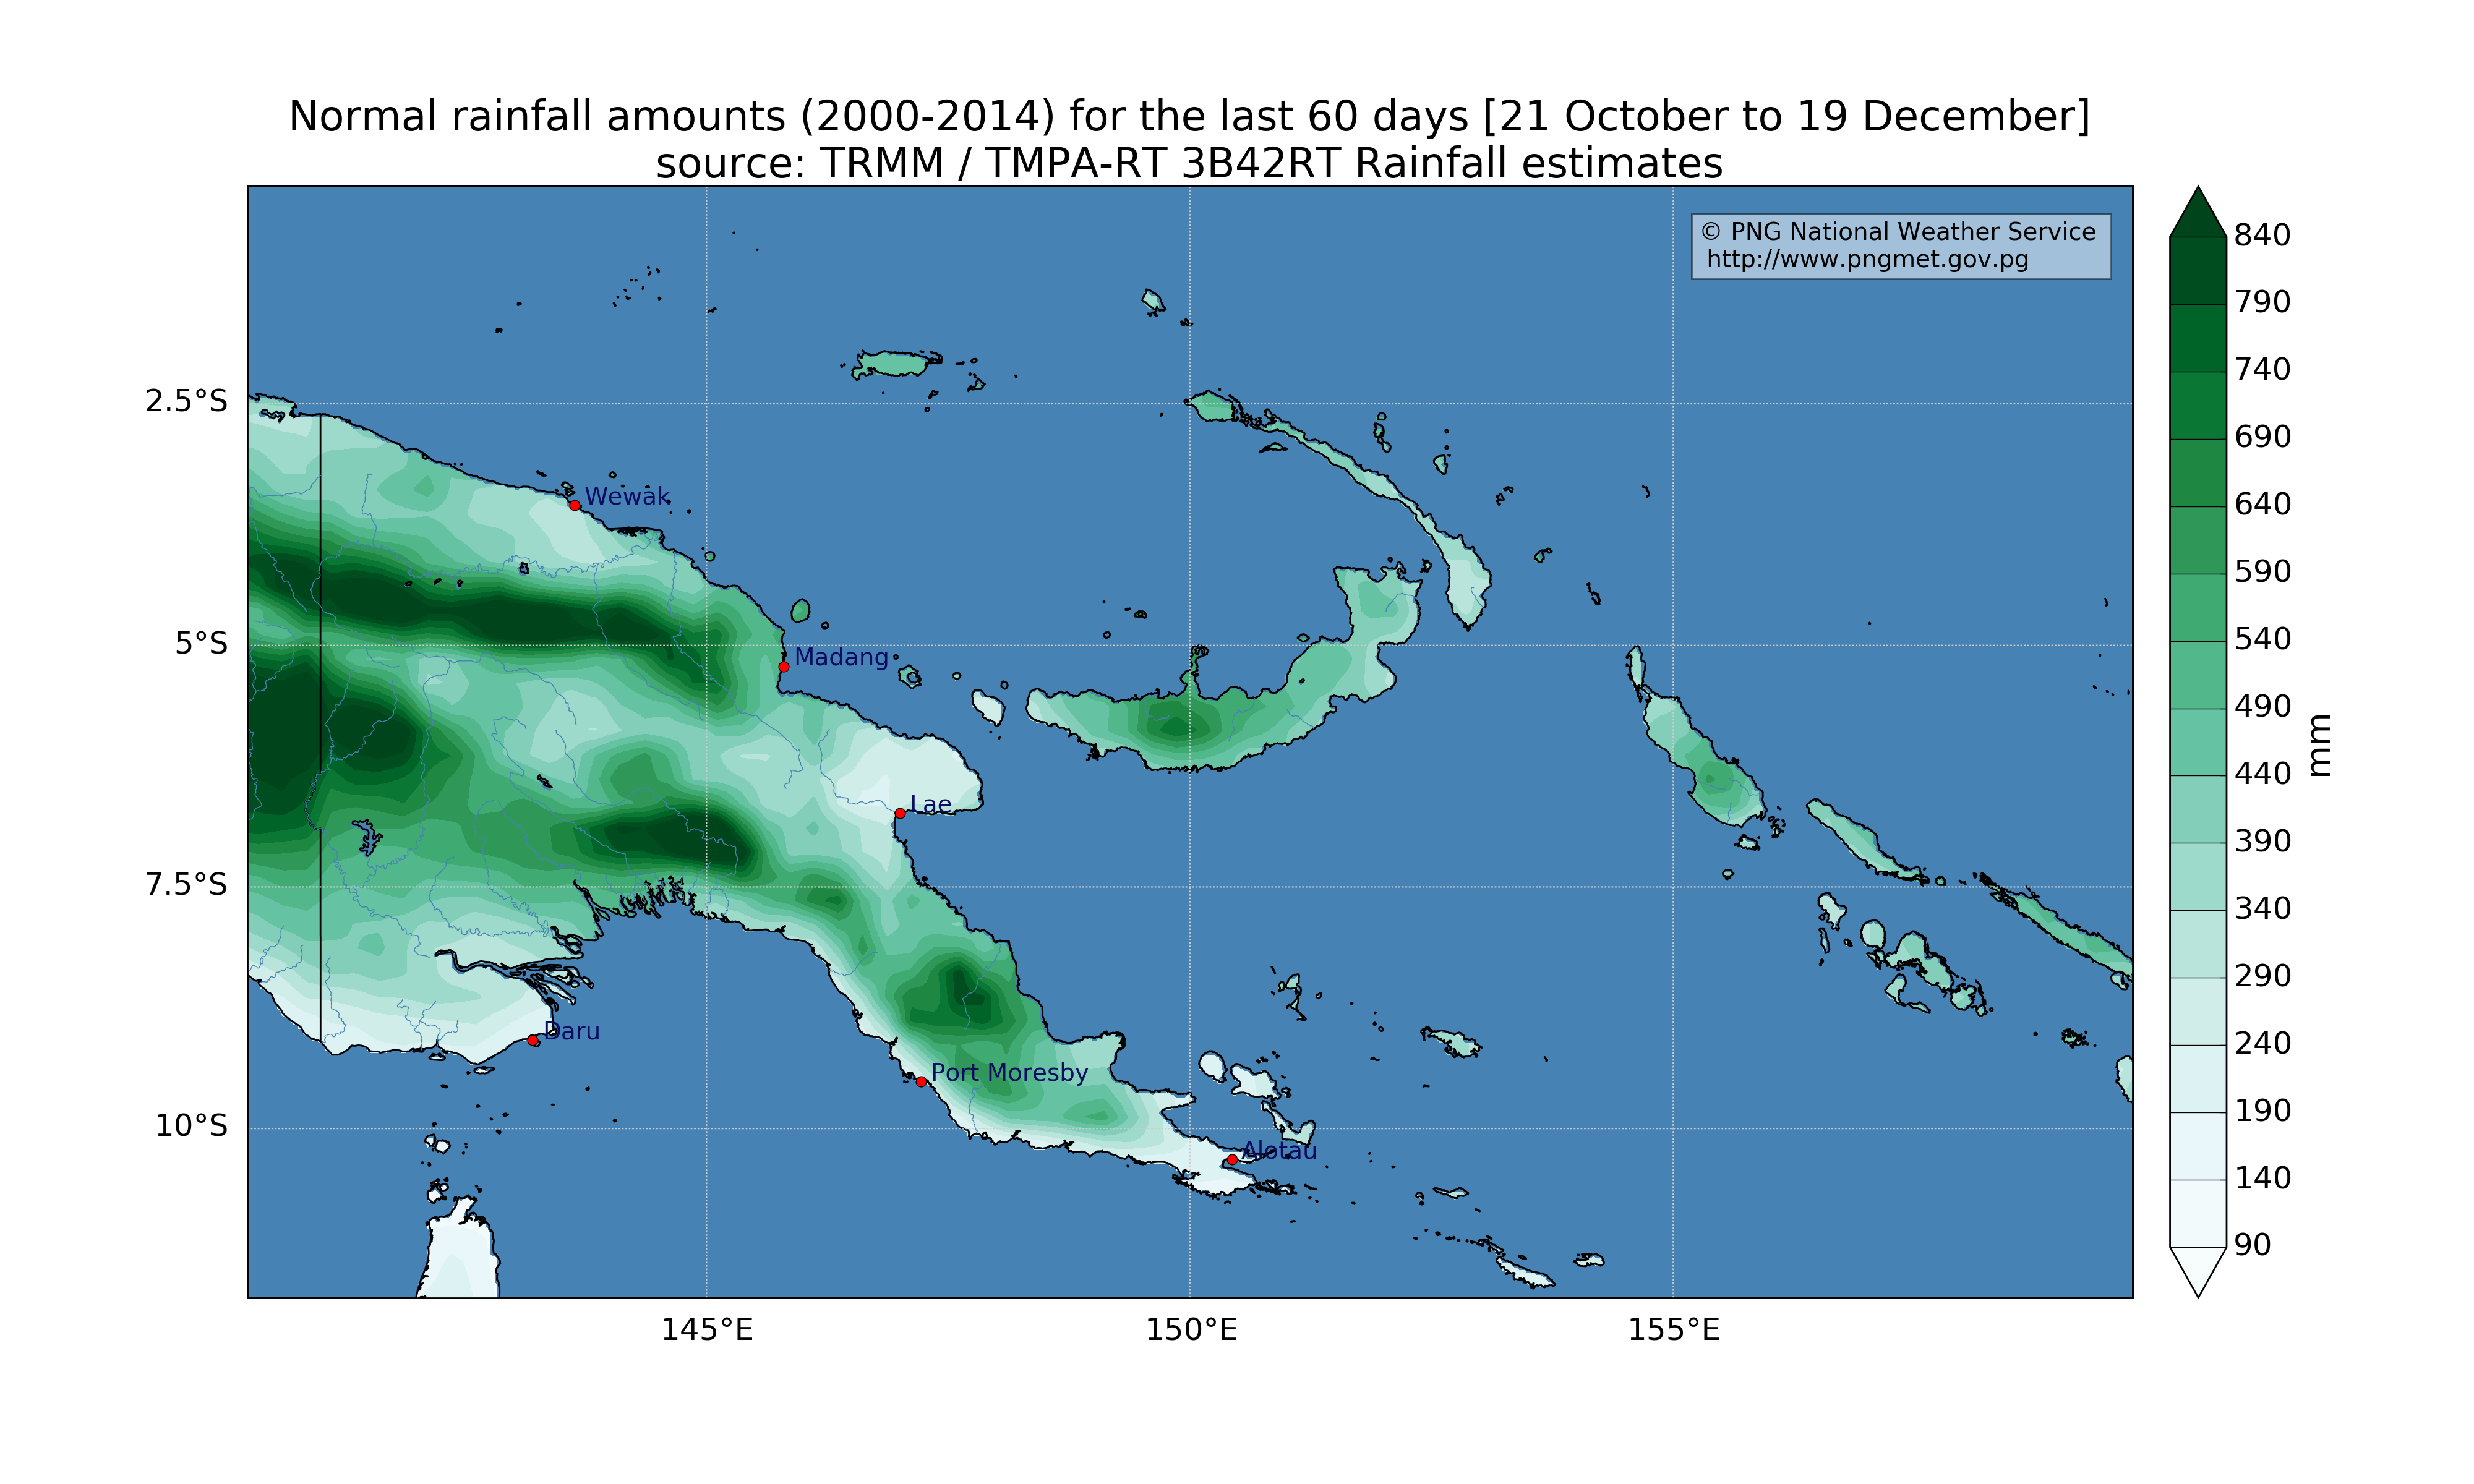 Normal rainfall amounts (2000-2014) for the last 60 days [21 October to 19 December]
source: TRMM / TMPA-RT 3B42RT Rainfall estimates
© PNG National Weather Service
http://www.pngmet.gov.pg
2.5°S
5°S
7.5°S
10°S
145°E
150°E
155°E
Wewak
Madang
Lae
Daru
Port Moresby
Alotau
840
790
740
690
640
590
540
490
440
390
340
290
240
190
140
90
mm